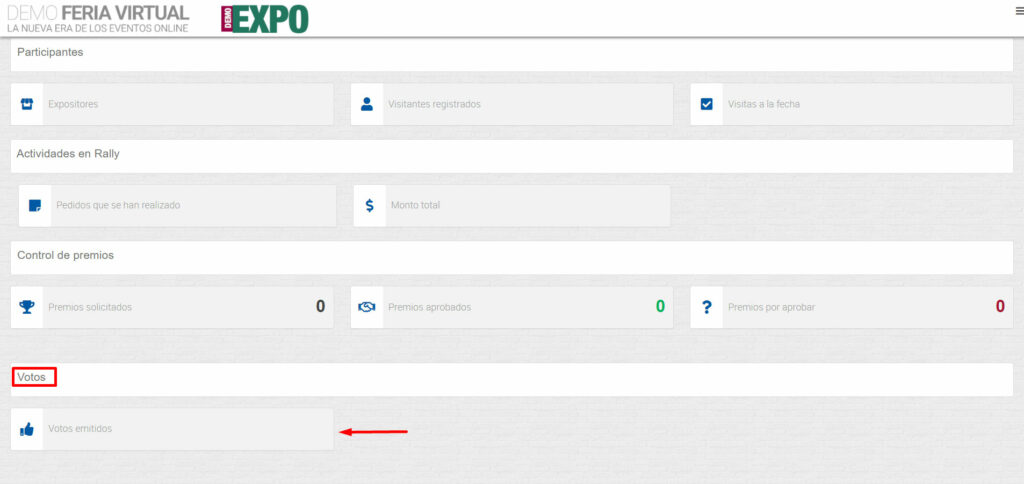 DEMO FERIA VIRTUAL
LA NUEVA ERA DE LOS EVENTOS ONLINE
DEMO EXPO
Participantes
Expositores
Visitantes registrados
Visitas a la fecha
Actividades en Rally
Pedidos que se han realizado
$ Monto total
Control de premios
Premios solicitados 0
Premios aprobados 0
? Premios por aprobar 0
Votos
Votos emitidos